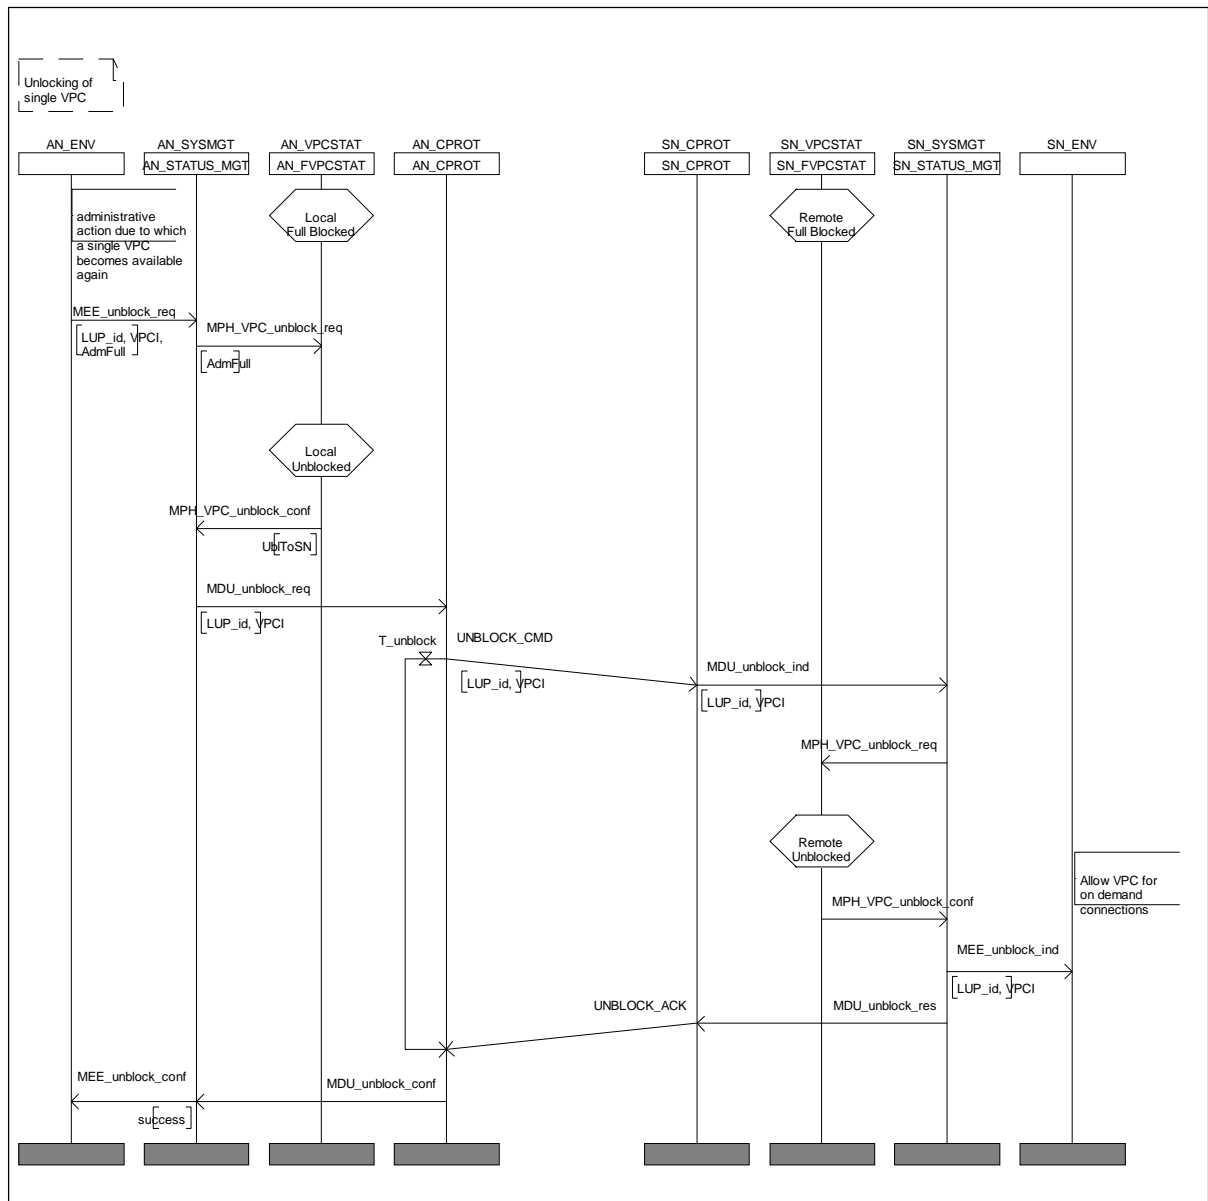 Unlocking of
single VPC
AN_ENV
AN_SYSMGT
AN_VPCSTAT
AN_CPROT
SN_CPROT
SN_VPCSTAT
SN_SYSMGT
SN_ENV
AN_STATUS_MGT
AN_FVPCSTAT
AN_CPROT
SN_CPROT
SN_FVPCSTAT
SN_STATUS_MGT
administrative
action due to which
a single VPC
becomes available
again
Local
Full Blocked
Remote
Full Blocked
MEE_unblock_req
LUP_id, VPCI,
AdmFull
MPH_VPC_unblock_req
AdmFull
Local
Unblocked
MPH_VPC_unblock_conf
UblToSN
MDU_unblock_req
LUP_id, VPCI
T_unblock
UNBLOCK_CMD
LUP_id, VPCI
MDU_unblock_ind
LUP_id, VPCI
MPH_VPC_unblock_req
Remote
Unblocked
Allow VPC for
on demand
connections
MPH_VPC_unblock_conf
MEE_unblock_ind
LUP_id, VPCI
UNBLOCK_ACK
MDU_unblock_res
MEE_unblock_conf
MDU_unblock_conf
success